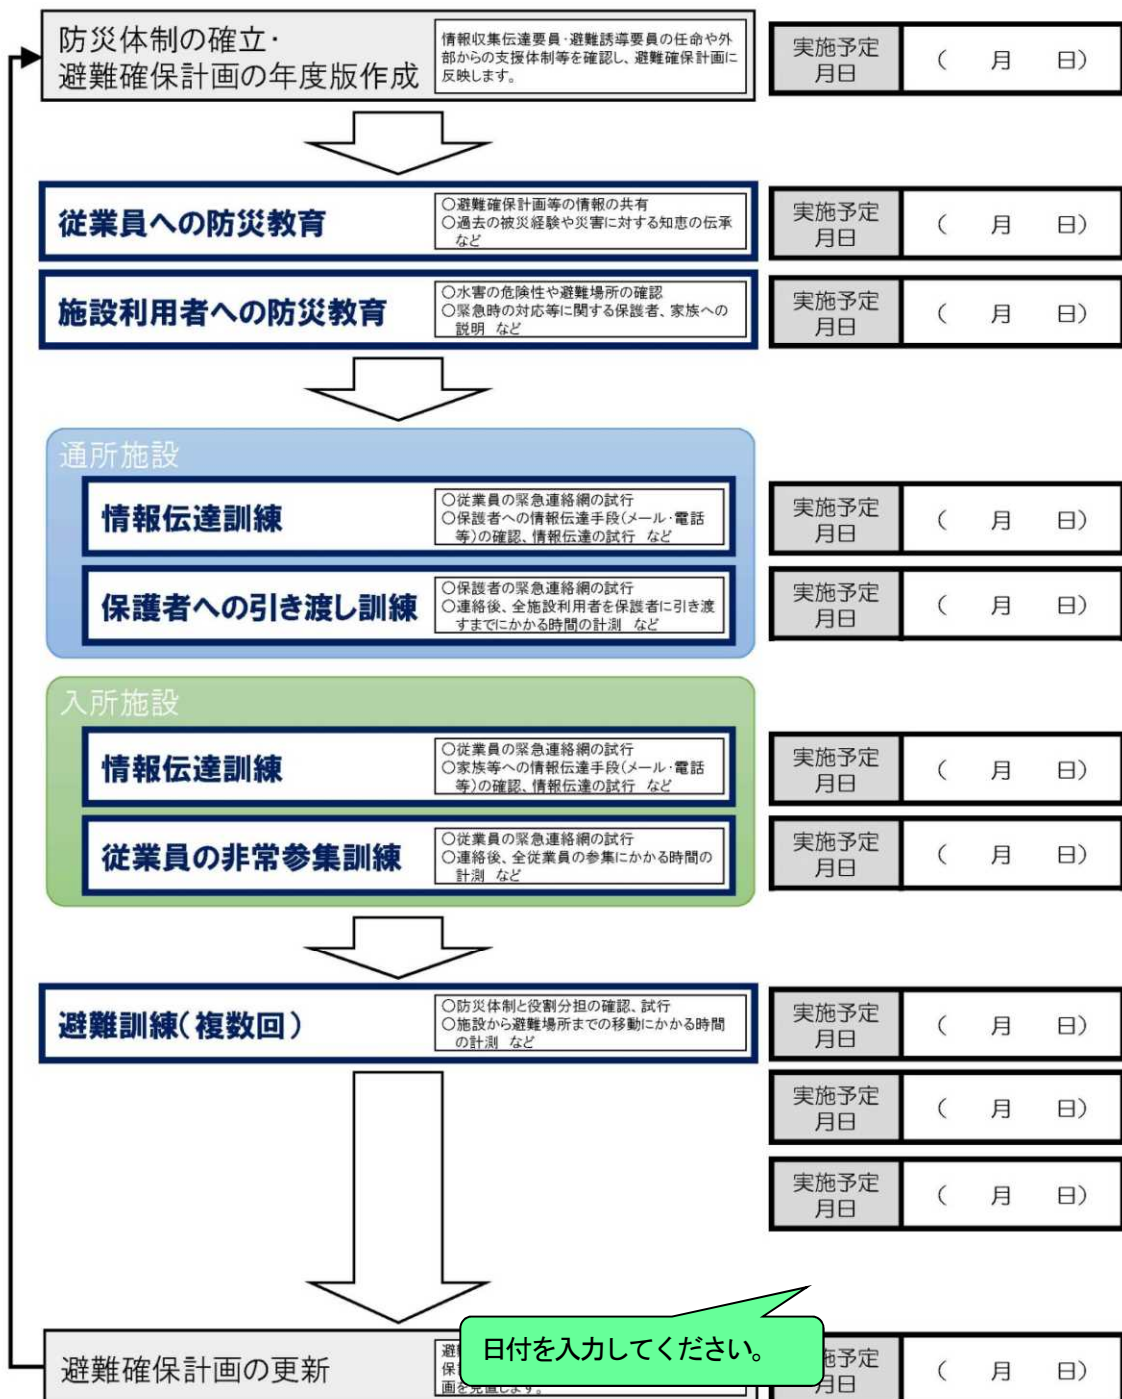 防災体制の確立・
避難確保計画の年度版作成
情報収集伝達要員・避難誘導要員の任命や外
部からの支援体制等を確認し、避難確保計画に
反映します。
実施予定
月日
（　月　日）
従業員への防災教育
○避難確保計画等の情報の共有
○過去の被災経験や災害に対する知恵の伝承
など
実施予定
月日
（　月　日）
施設利用者への防災教育
○水害の危険性や避難場所の確認
○緊急時の対応等に関する保護者、家族への
説明 など
実施予定
月日
（　月　日）
通所施設
情報伝達訓練
○従業員の緊急連絡網の試行
○保護者への情報伝達手段(メール・電話
等)の確認、情報伝達の試行 など
実施予定
月日
（　月　日）
保護者への引き渡し訓練
○保護者の緊急連絡網の試行
○連絡後、全施設利用者を保護者に引き渡
すまでにかかる時間の計測 など
実施予定
月日
（　月　日）
入所施設
情報伝達訓練
○従業員の緊急連絡網の試行
○家族等への情報伝達手段(メール・電話
等)の確認、情報伝達の試行 など
実施予定
月日
（　月　日）
従業員の非常参集訓練
○従業員の緊急連絡網の試行
○連絡後、全従業員の参集にかかる時間の
計測 など
実施予定
月日
（　月　日）
避難訓練(複数回)
○防災体制と役割分担の確認、試行
○施設から避難場所までの移動にかかる時間
の計測 など
実施予定
月日
（　月　日）
実施予定
月日
（　月　日）
実施予定
月日
（　月　日）
日付を入力してください。
避難確保計画の更新
避
保
画を見直します。
施予定
月日
（　月　日）